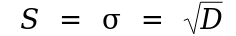 S = σ = √D